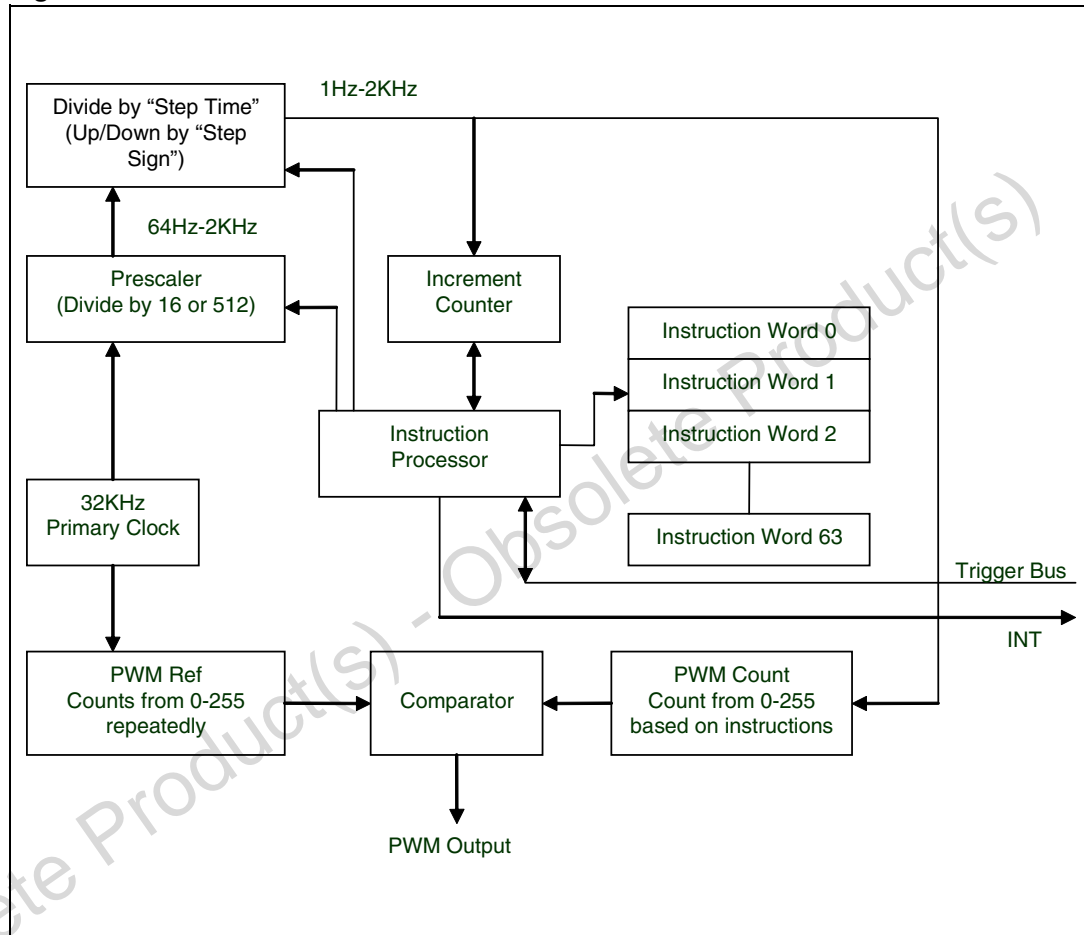 1Hz-2KHz
Divide by “Step Time”
(Up/Down by “Step
Sign”)
64Hz-2KHz
Prescaler
(Divide by 16 or 512)
Increment
Counter
Instruction Word 0
Instruction Word 1
Instruction Word 2
Instruction
Processor
32KHz
Primary Clock
Instruction Word 63
Trigger Bus
INT
PWM Ref
Counts from 0-255
repeatedly
Comparator
PWM Count
Count from 0-255
based on instructions
PWM Output
ete Product(s) - Obsolete Product(s)